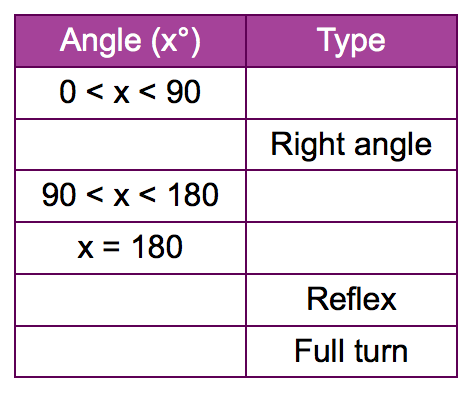 Angle (x°) Type
0 < x < 90
Right angle
90 < x < 180
x = 180
Reflex
Full turn